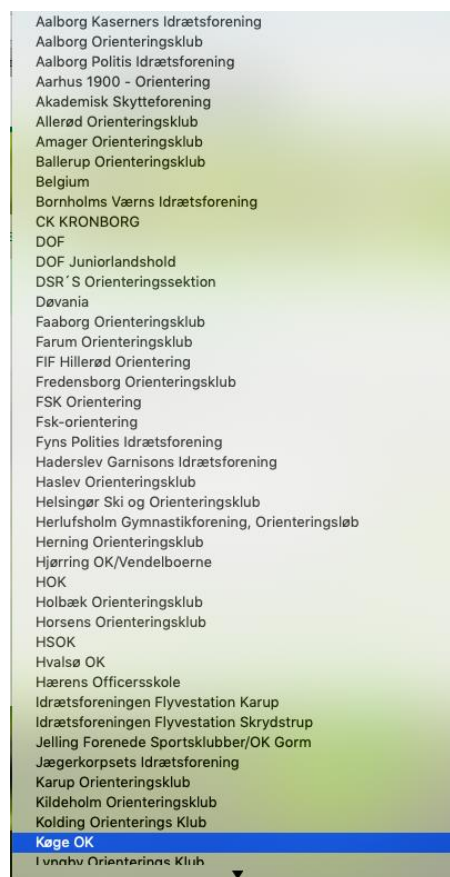 Aalborg Kaserners Idrætsforening
Aalborg Orienteringsklub
Aalborg Politis Idrætsforening
Aarhus 1900 - Orientering
Akademisk Skytteforening
Allerød Orienteringsklub
Amager Orienteringsklub
Ballerup Orienteringsklub
Belgium
Bornholms Værns Idrætsforening
CK KRONBORG
DOF
DOF Juniorlandshold
DSR´S Orienteringssektion
Døvania
Faaborg Orienteringsklub
Farum Orienteringsklub
FIF Hillerød Orientering
Fredensborg Orienteringsklub
FSK Orientering
Fsk-orientering
Fyns Polities Idrætsforening
Haderslev Garnisons Idrætsforening
Haslev Orienteringsklub
Helsingør Ski og Orienteringsklub
Herlufsholm Gymnastikforening, Orienteringsløb
Herning Orienteringsklub
Hjørring OK/Vendelboerne
HOK
Holbæk Orienteringsklub
Horsens Orienteringsklub
HSOK
Hvalsø OK
Hærens Officersskole
Idrætsforeningen Flyvestation Karup
Idrætsforeningen Flyvestation Skrydstrup
Jelling Forenede Sportsklubber/OK Gorm
Jægerkorpsets Idrætsforening
Karup Orienteringsklub
Kildeholm Orienteringsklub
Kolding Orienterings Klub
Køge OK
Lyngby Orienterings Klub